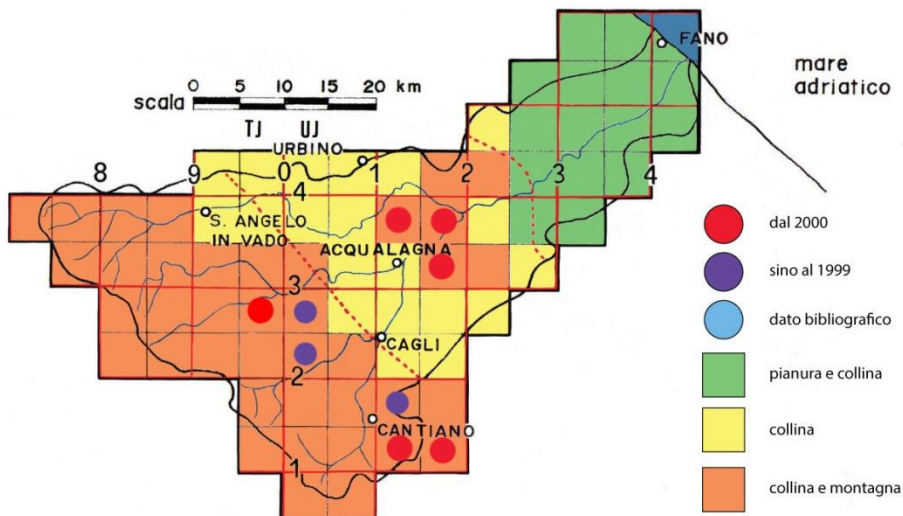 FANO
mare
adriatico
scala 0 5 10 15 20 km
TJ UJ
URBINO
8 9 0 1 2 3 4
4
S. ANGELO
IN VADO
ACQUALAGNA
3
CAGLI
2
CANTIANO
1
dal 2000
sino al 1999
dato bibliografico
pianura e collina
collina
collina e montagna